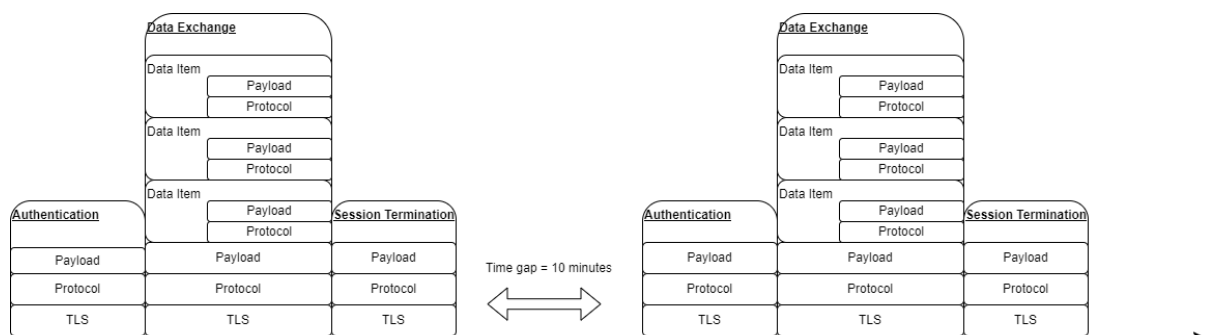 Data Exchange
Data Item
Payload
Protocol
Data Item
Payload
Protocol
Data Item
Payload
Protocol
Authentication
Session Termination
Payload
Payload
Payload
Protocol
Protocol
Protocol
TLS
TLS
TLS
Time gap = 10 minutes
Data Exchange
Data Item
Payload
Protocol
Data Item
Payload
Protocol
Data Item
Payload
Protocol
Authentication
Session Termination
Payload
Payload
Payload
Protocol
Protocol
Protocol
TLS
TLS
TLS